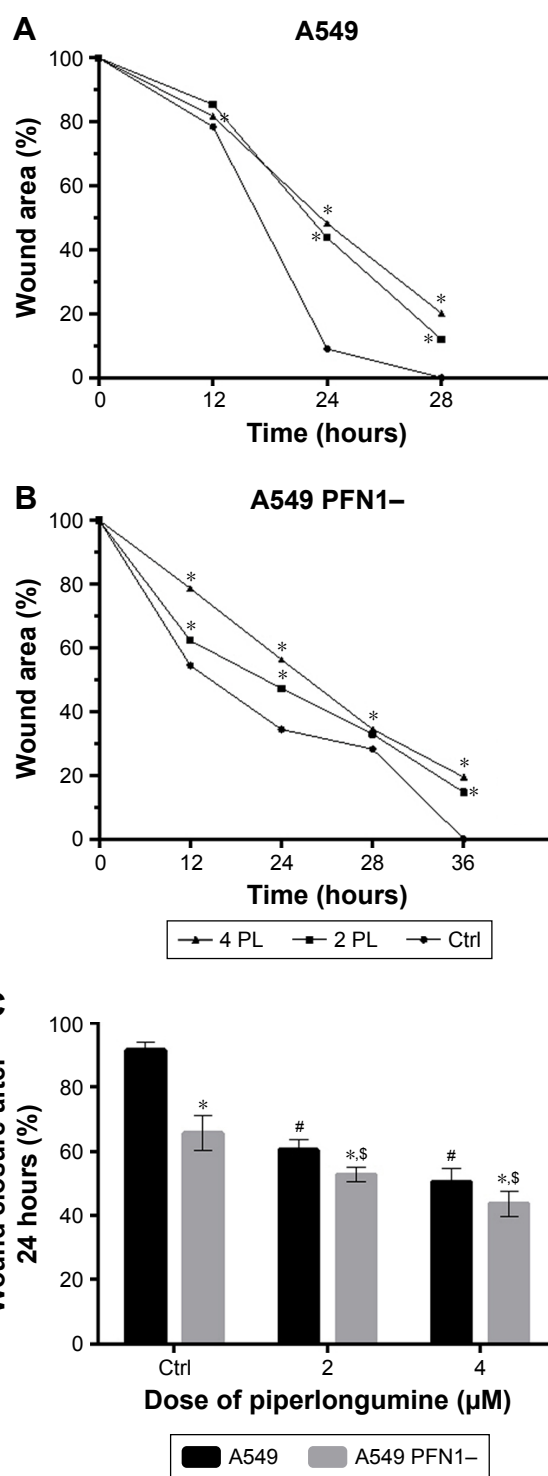 A
A549
Wound area (%)
100
80
60
40
20
0
*
*
*
*
*
0 12 24 28
Time (hours)
B
A549 PFN1–
Wound area (%)
100
80
60
40
20
0
*
*
*
*
*
*
*
0 12 24 28 36
Time (hours)
4 PL 2 PL Ctrl
closure after
24 hours (%)
100
80
60
40
20
0
*
#
*,$
#
*,$
Ctrl 2 4
Dose of piperlongumine (µM)
A549 A549 PFN1–